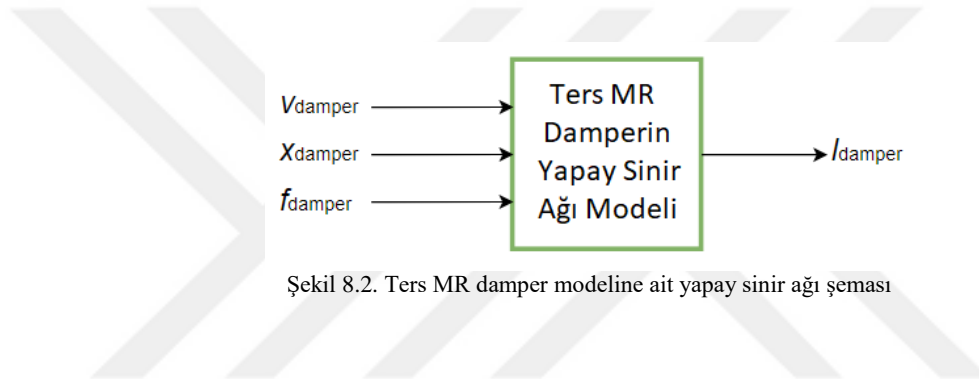 Vdamper
Xdamper
fdamper
Ters MR
Damperin
Yapay Sinir
Ağı Modeli
Idamper
Şekil 8.2. Ters MR damper modeline ait yapay sinir ağı şeması